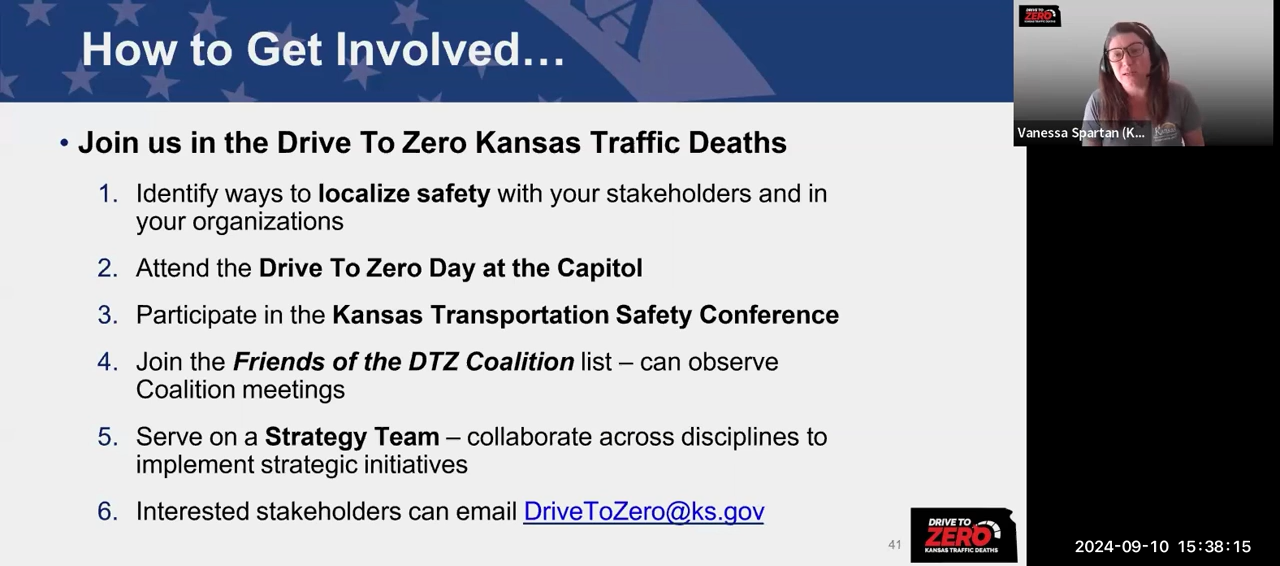 How to Get Involved…
• Join us in the Drive To Zero Kansas Traffic Deaths
1. Identify ways to localize safety with your stakeholders and in
your organizations
2. Attend the Drive To Zero Day at the Capitol
3. Participate in the Kansas Transportation Safety Conference
4. Join the Friends of the DTZ Coalition list – can observe
Coalition meetings
5. Serve on a Strategy Team – collaborate across disciplines to
implement strategic initiatives
6. Interested stakeholders can email DriveToZero@ks.gov
41
DRIVE TO
ZERO
KANSAS TRAFFIC DEATHS
DRIVE TO
ZERO
KANSAS TRAFFIC DEATHS
Vanessa Spartan (K...
Kansas
2024-09-10 15:38:15